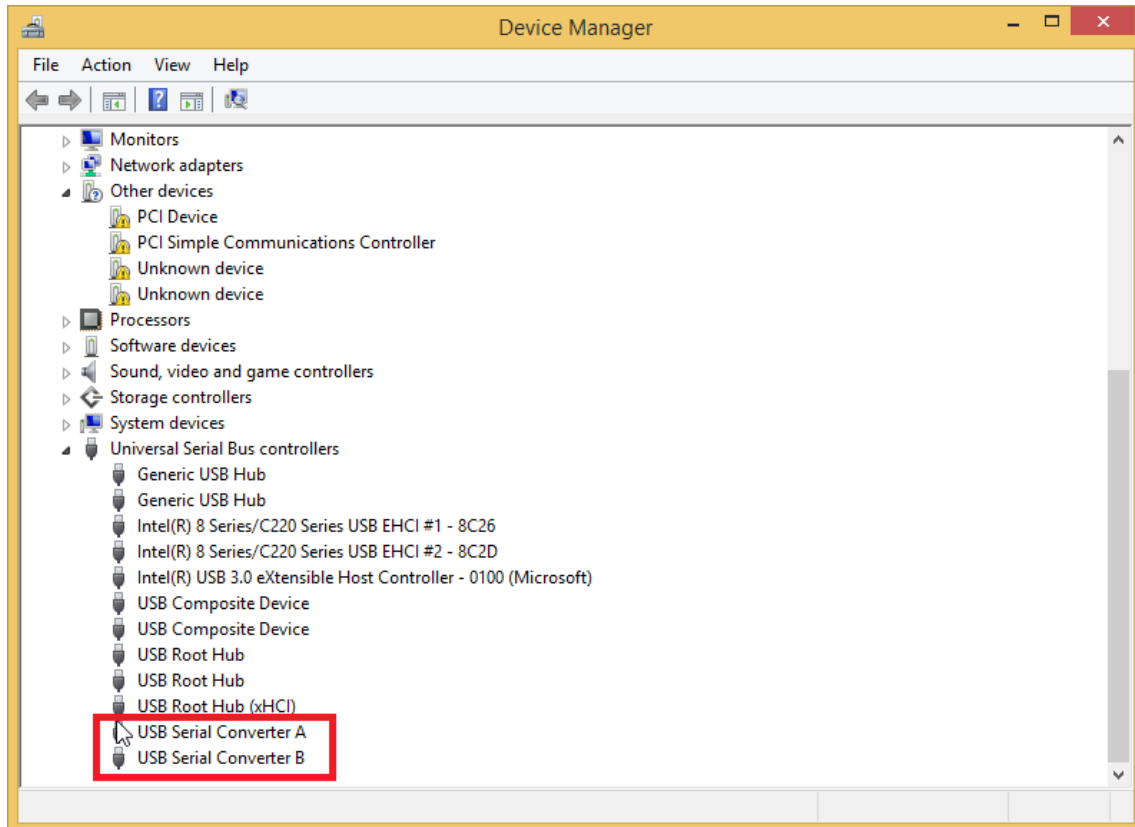 Device Manager
File Action View Help
Monitors
Network adapters
Other devices
PCI Device
PCI Simple Communications Controller
Unknown device
Unknown device
Processors
Software devices
Sound, video and game controllers
Storage controllers
System devices
Universal Serial Bus controllers
Generic USB Hub
Generic USB Hub
Intel(R) 8 Series/C220 Series USB EHCI #1 - 8C26
Intel(R) 8 Series/C220 Series USB EHCI #2 - 8C2D
Intel(R) USB 3.0 eXtensible Host Controller - 0100 (Microsoft)
USB Composite Device
USB Composite Device
USB Root Hub
USB Root Hub
USB Root Hub (xHCI)
USB Serial Converter A
USB Serial Converter B